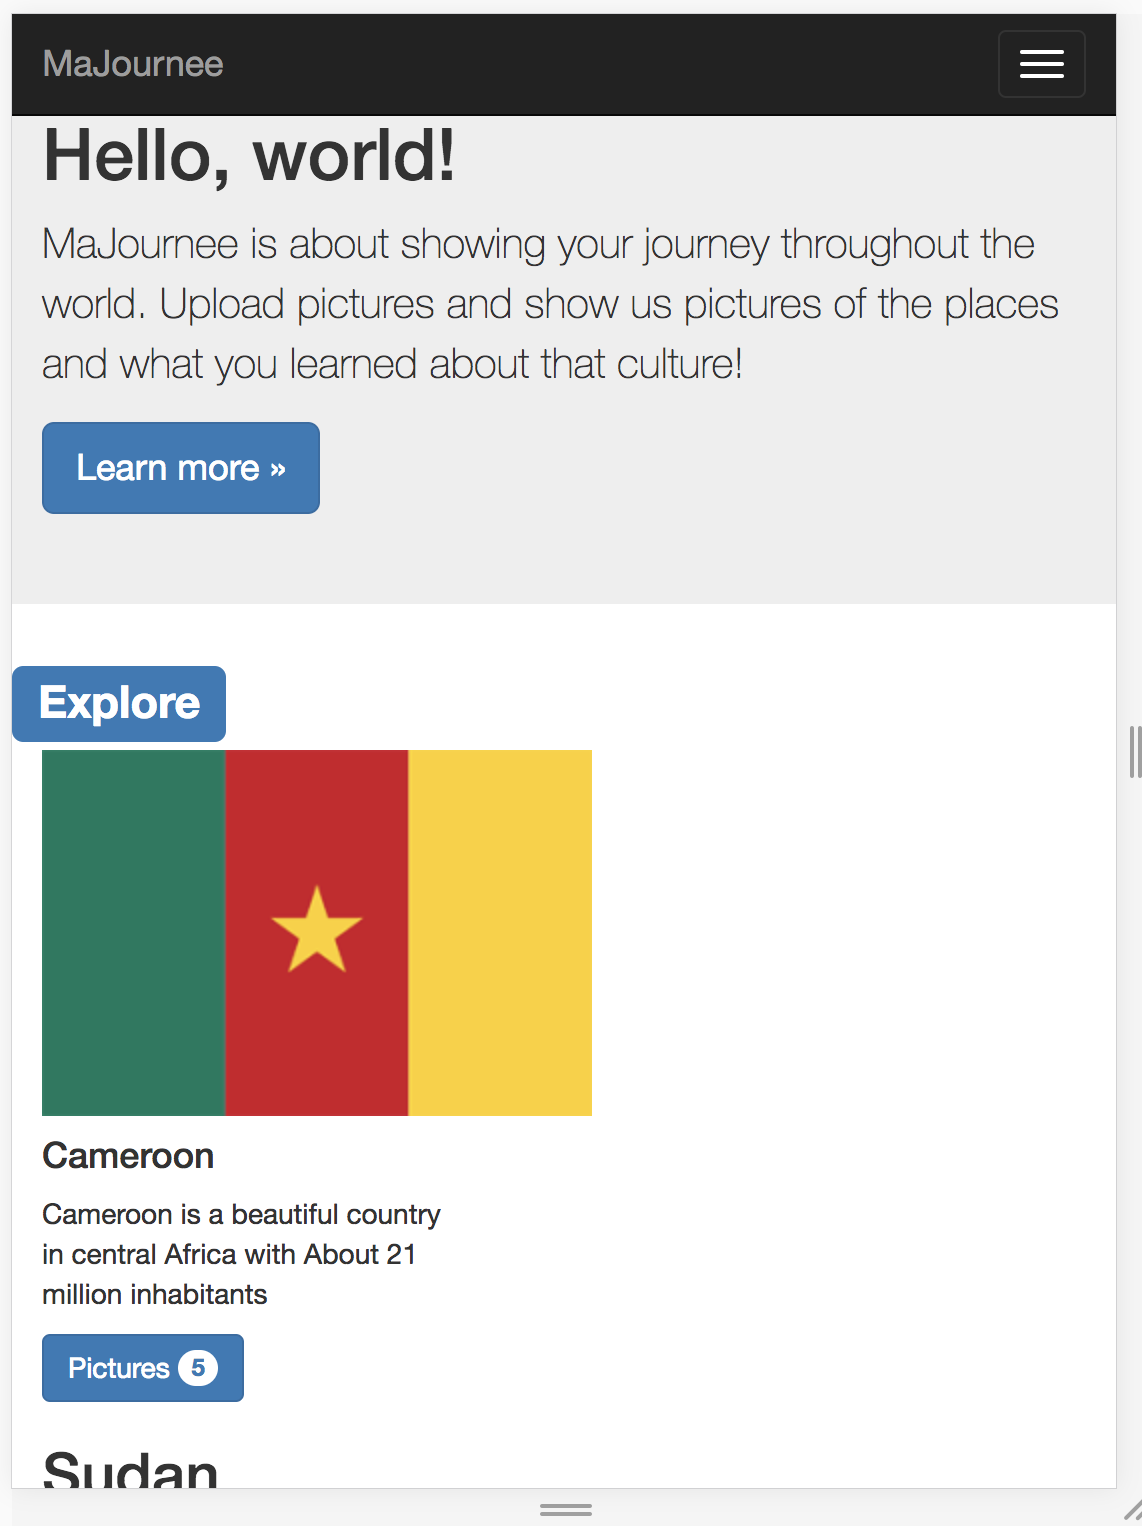 MaJournee
Hello, world!
MaJournee is about showing your journey throughout the
world. Upload pictures and show us pictures of the places
and what you learned about that culture!
Learn more »
Explore
Cameroon
Cameroon is a beautiful country
in central Africa with About 21
million inhabitants
Pictures 5
Sudan